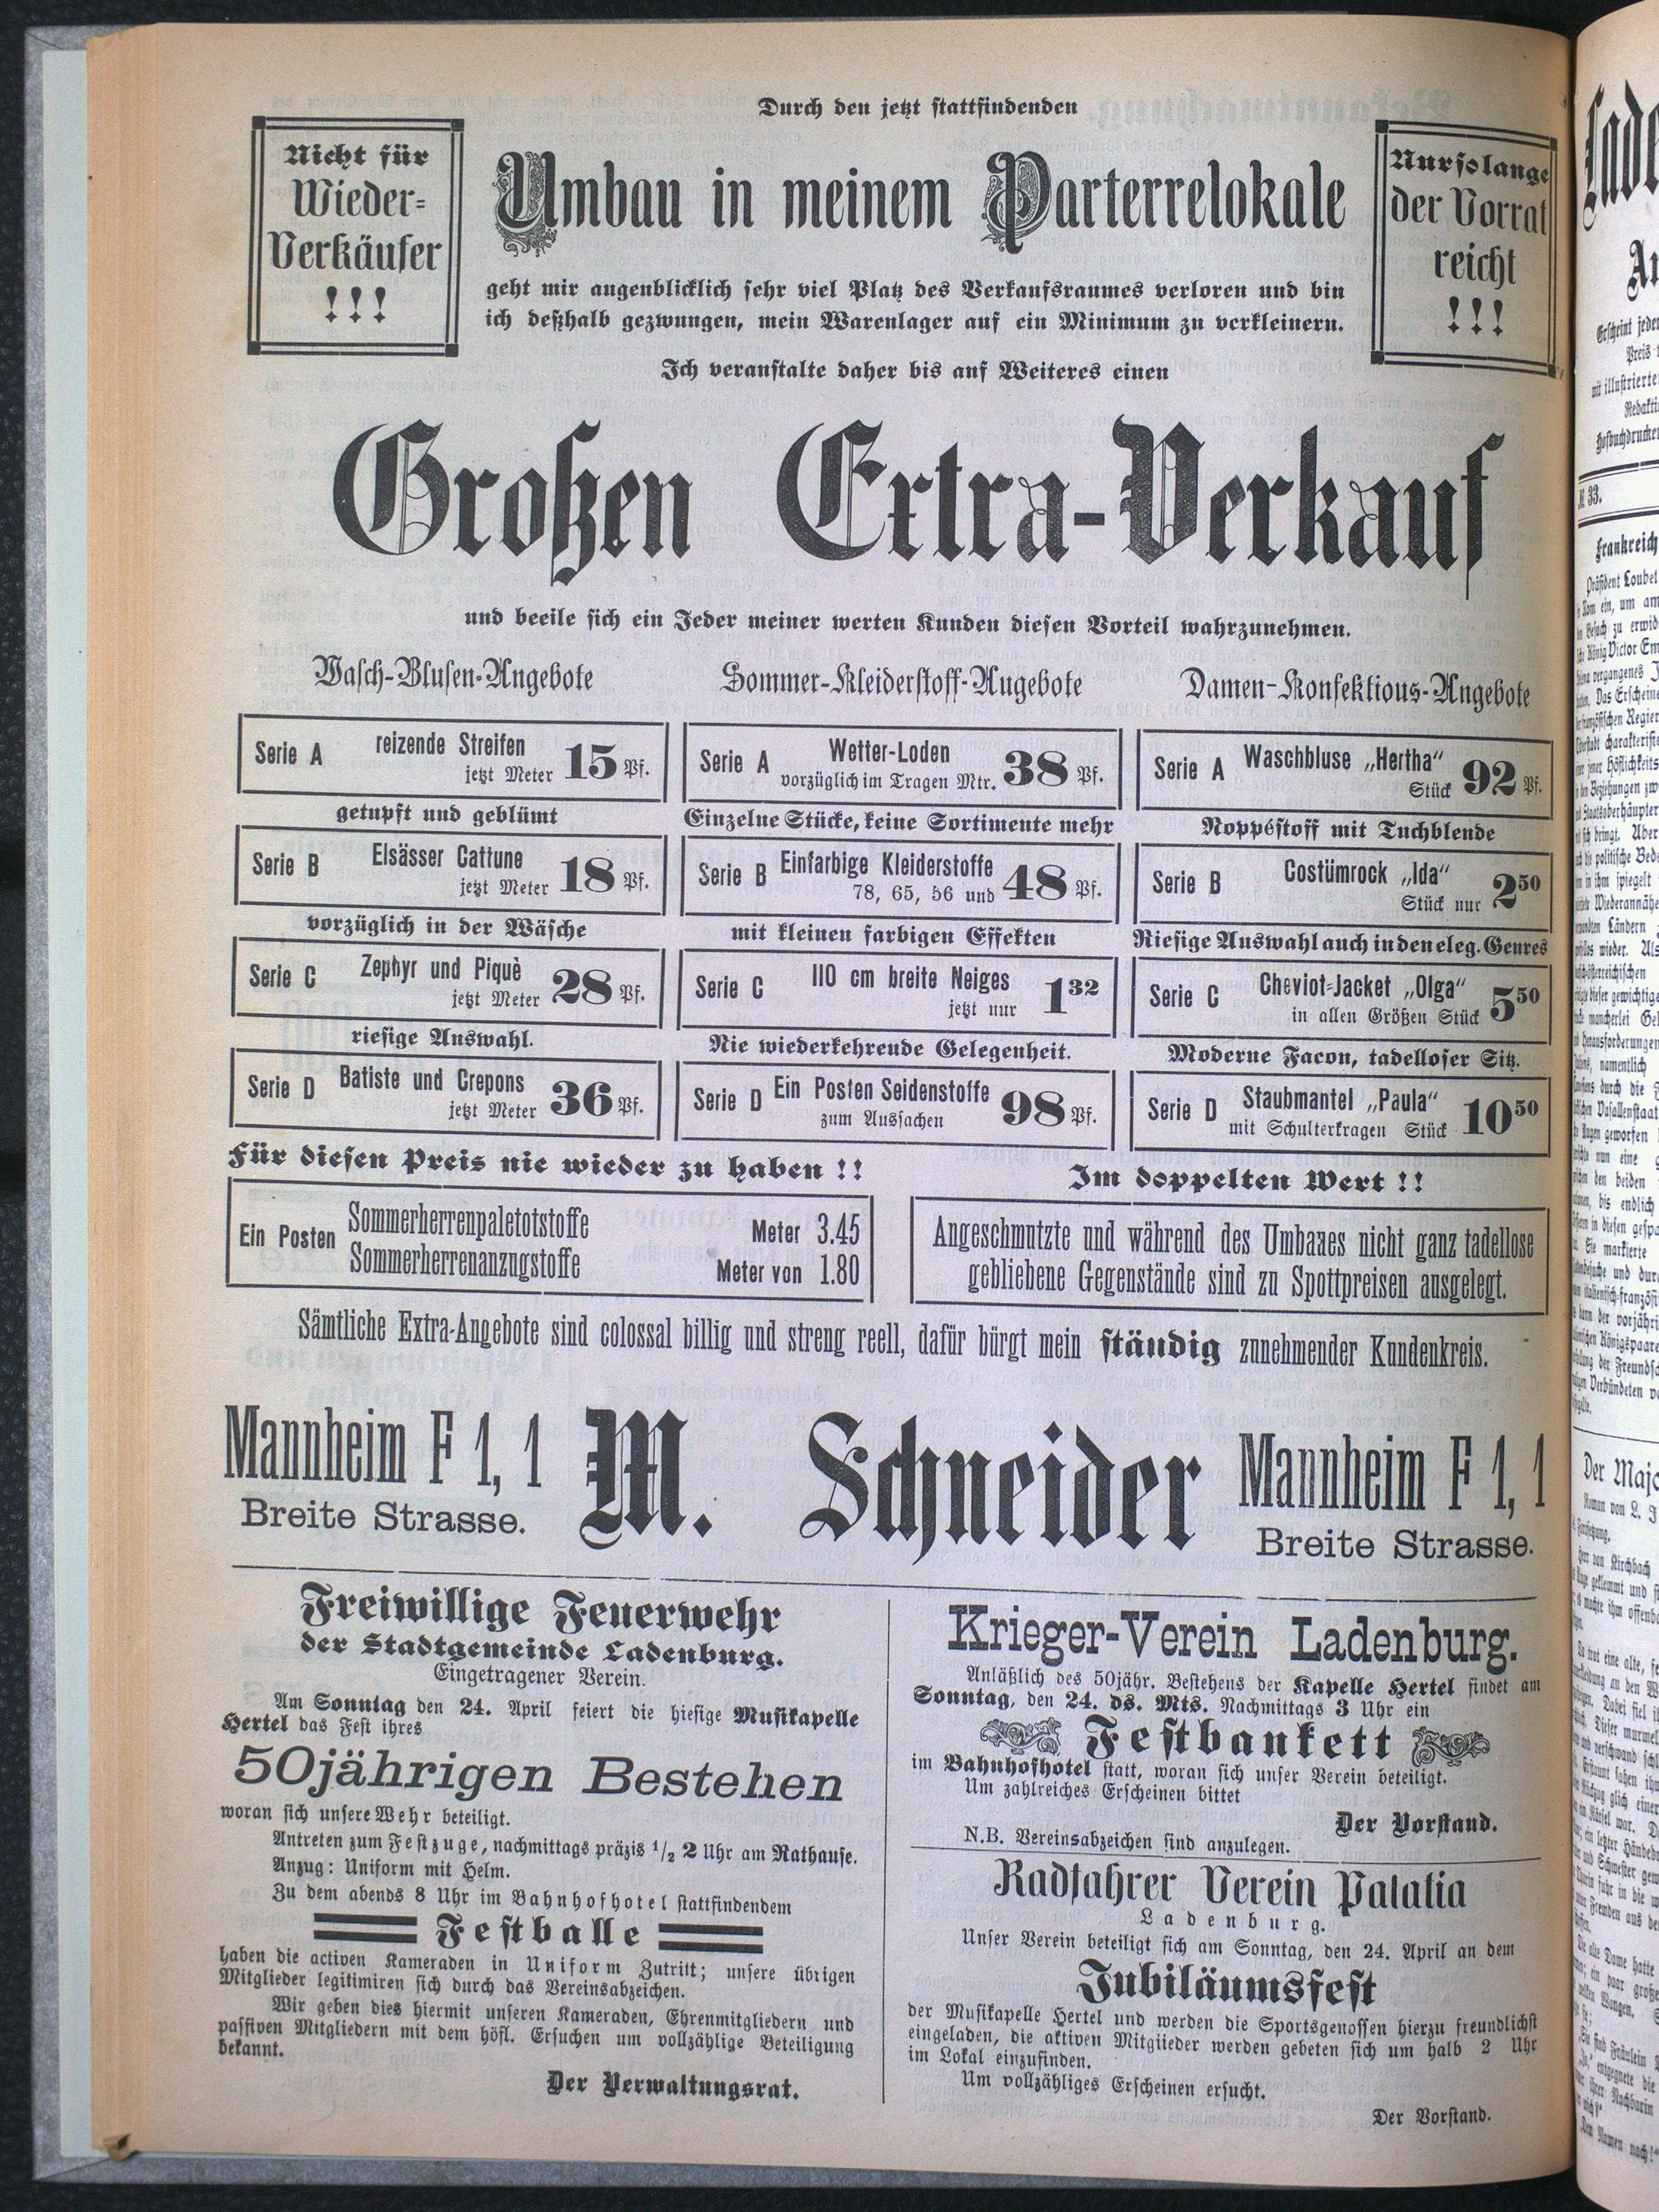 Durch den jetzt stattfindenden
Nicht für
Wieder-
Verkäufer
!!!
Umbau in meinem Parterrelokale
Nur solange
der Vorrat
reicht
!!!
geht mir augenblicklich sehr viel Platz des Verkaufsraumes verloren und bin
ich deßhalb gezwungen, mein Warenlager auf ein Minimum zu verkleinern.
Ich veranstalte daher bis auf Weiteres einen
Großen Extra-Verkauf
und beeile sich ein Jeder meiner werten Kunden diesen Vorteil wahrzunehmen.
Wasch-Blusen-Angebote
Serie A reizende Streifen
jetzt Meter 15 Pf.
getupft und geblümt
Serie B Elsässer Cattune
jetzt Meter 18 Pf.
vorzüglich in der Wäsche
Serie C Zephyr und Piquè
jetzt Meter 28 Pf.
riesige Auswahl.
Serie D Batiste und Crepons
jetzt Meter 36 Pf.
Sommer-Kleiderstoff-Angebote
Serie A Wetter-Loden
vorzüglich im Tragen Mtr. 38 Pf.
Einzelne Stücke, keine Sortimente mehr
Serie B Einfarbige Kleiderstoffe
78, 65, 56 und 48 Pf.
mit kleinen farbigen Effekten
Serie C 110 cm breite Neiges
jetzt nur 1 32
Nie wiederkehrende Gelegenheit.
Serie D Ein Posten Seidenstoffe
zum Aussachen 98 Pf.
Damen-Konfektions-Angebote
Serie A Waschbluse „Hertha“
Stück 92 Pf.
Noppéstoff mit Tuchblende
Serie B Costümrock „Ida“
Stück nur 2 50
Riesige Auswahl auch in den eleg. Genres
Serie C Cheviot-Jacket „Olga“
in allen Größen Stück 5 50
Moderne Facon, tadelloser Sitz.
Serie D Staubmantel „Paula“
mit Schulterkragen Stück 10 50
Für diesen Preis nie wieder zu haben !!
Ein Posten Sommerherrenpaletotstoffe Meter 3.45
Sommerherrenanzugstoffe Meter von 1.80
Im doppelten Wert !!
Angeschmutzte und während des Umbaues nicht ganz tadellose
gebliebene Gegenstände sind zu Spottpreisen ausgelegt.
Sämtliche Extra-Angebote sind colossal billig und streng reell, dafür bürgt mein ständig zunehmender Kundenkreis.
Mannheim F 1, 1
Breite Strasse.
M. Schneider
Mannheim F 1, 1
Breite Strasse.
Freiwillige Feuerwehr
der Stadtgemeinde Ladenburg.
Eingetragener Verein.
Am Sonntag den 24. April feiert die hiesige Musikkapelle
Hertel das Fest ihres
50jährigen Bestehen
woran sich unsere Wehr beteiligt.
Antreten zum Festzuge, nachmittags präzis 1/2 2 Uhr am Rathause.
Anzug: Uniform mit Helm.
Zu dem abends 8 Uhr im Bahnhofhotel stattfindendem
Festballe
haben die activen Kameraden in Uniform Zutritt; unsere übrigen
Mitglieder legitimiren sich durch das Vereinsabzeichen.
Wir geben dies hiermit unseren Kameraden, Ehrenmitgliedern und
passiven Mitgliedern mit dem höfl. Ersuchen um vollzählige Beteiligung
bekannt.
Der Verwaltungsrat.
Krieger-Verein Ladenburg.
Anläßlich des 50jähr. Bestehens der Kapelle Hertel findet am
Sonntag, den 24. ds. Mts. Nachmittags 3 Uhr ein
Festbankett
im Bahnhofhotel statt, woran sich unser Verein beteiligt.
Um zahlreiches Erscheinen bittet
Der Vorstand.
N.B. Vereinsabzeichen sind anzulegen.
Radfahrer Verein Palatia
Ladenburg.
Unser Verein beteiligt sich am Sonntag, den 24. April an dem
Jubiläumsfest
der Musikkapelle Hertel und werden die Sportsgenossen hierzu freundlichst
eingeladen, die aktiven Mitglieder werden gebeten sich um halb 2 Uhr
im Lokal einzufinden.
Um vollzähliges Erscheinen ersucht.
Der Vorstand.